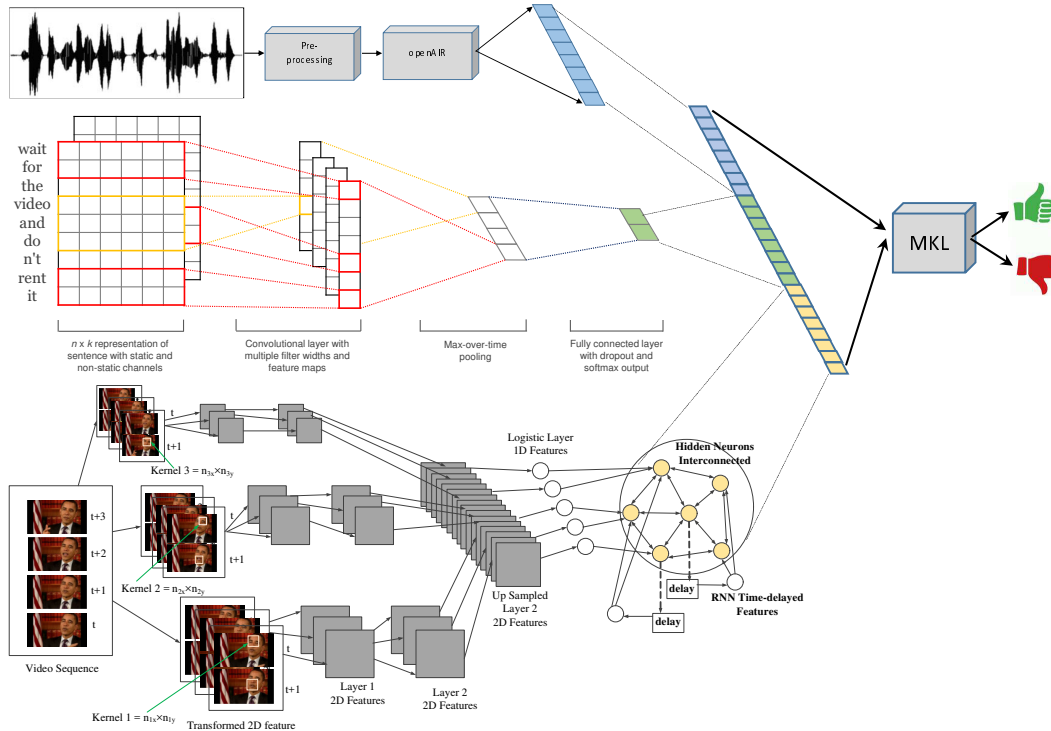 Pre-
processing
openAIR
wait
for
the
video
and
do
n't
rent
it
MKL
n x k representation of
sentence with static and
non-static channels
Convolutional layer with
multiple filter widths and
feature maps
Max-over-time
pooling
Fully connected layer
with dropout and
softmax output
t
t+1
Kernel 3 = n3x×n3y
Logistic Layer
1D Features
Hidden Neurons
Interconnected
t+3
t+2
t+1
t
Video Sequence
t
t+1
Kernel 2 = n2x×n2y
Up Sampled
Layer 2
2D Features
delay
delay
RNN Time-delayed
Features
t
t+1
Kernel 1 = n1x×n1y
Transformed 2D feature
Layer 1
2D Features
Layer 2
2D Features